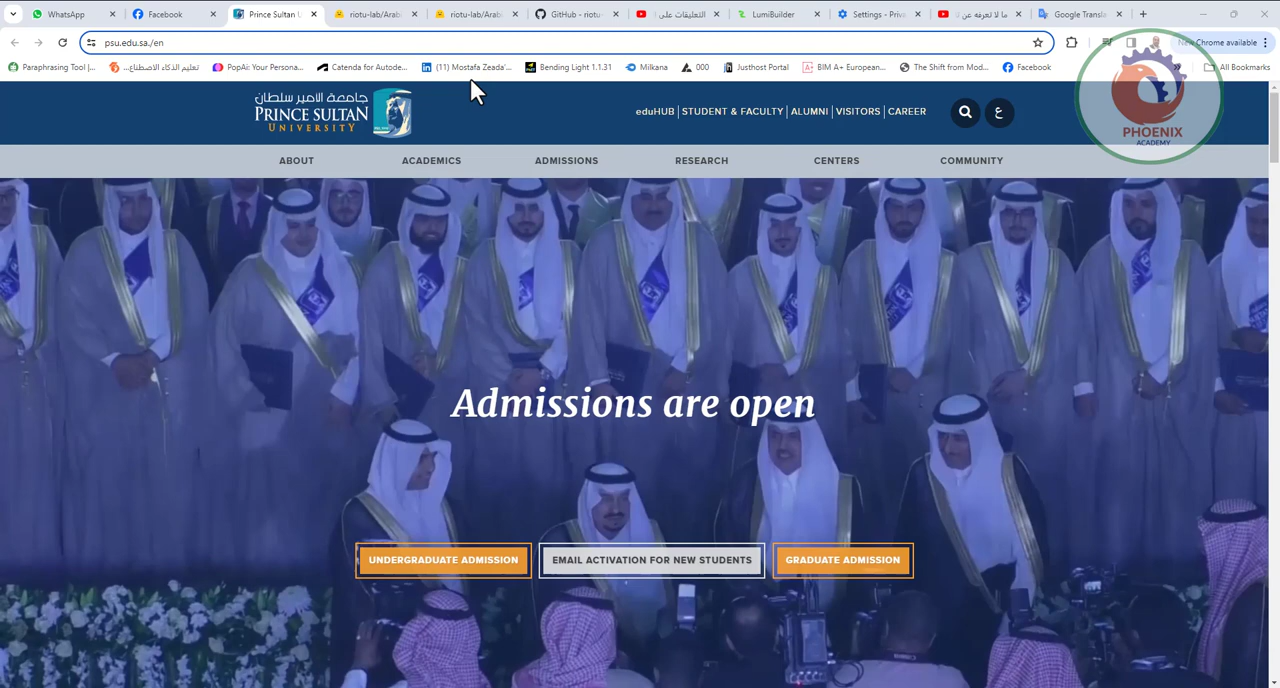 WhatsApp
Facebook
Prince Sultan U
riotu-lab/Arab
riotu-lab/Arab
GitHub - riotu-
التعليقات على
LumiBuilder
Settings - Priva
ما لا تعرفه عن
Google Transla
psu.edu.sa./en
New Chrome available
Paraphrasing Tool |...
تعليم الذكاء الاصطناع...
PopAi: Your Persona...
Catenda for Autode...
(11) Mostafa Zeada'...
Bending Light 1.1.31
Milkana
000
Justhost Portal
BIM A+ European...
The Shift from Mod...
Facebook
All Bookmarks
PHOENIX
ACADEMY
جامعة الأمير سلطان
PRINCE SULTAN
UNIVERSITY
eduHUB | STUDENT & FACULTY | ALUMNI | VISITORS | CAREER
ع
ABOUT
ACADEMICS
ADMISSIONS
RESEARCH
CENTERS
COMMUNITY
Admissions are open
UNDERGRADUATE ADMISSION
EMAIL ACTIVATION FOR NEW STUDENTS
GRADUATE ADMISSION